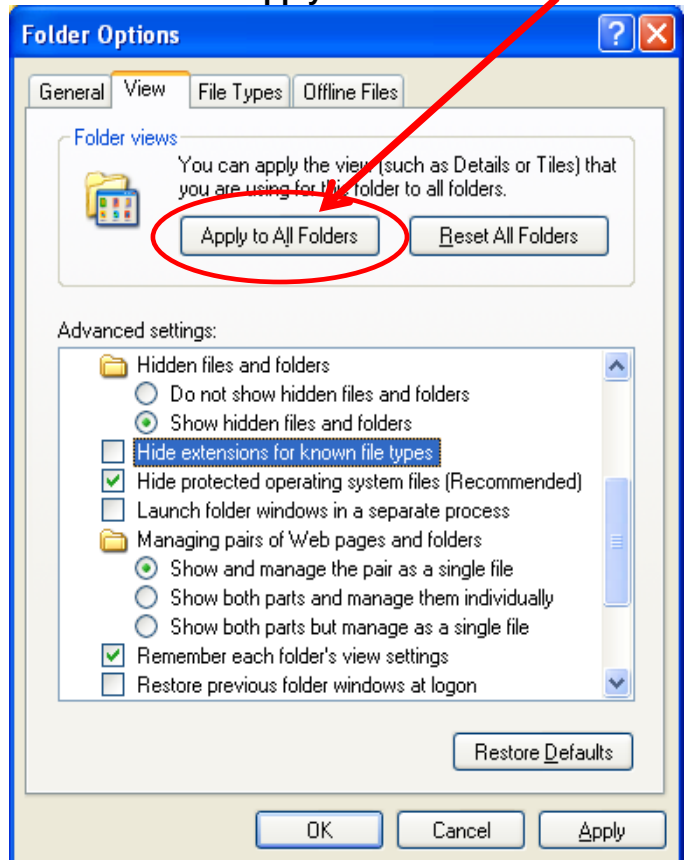 Folder Options
General View File Types Offline Files
Folder views
You can apply the view (such as Details or Tiles) that
you are using for this folder to all folders.
Apply to All Folders Reset All Folders
Advanced settings:
Hidden files and folders
Do not show hidden files and folders
Show hidden files and folders
Hide extensions for known file types
Hide protected operating system files (Recommended)
Launch folder windows in a separate process
Managing pairs of Web pages and folders
Show and manage the pair as a single file
Show both parts and manage them individually
Show both parts but manage as a single file
Remember each folder's view settings
Restore previous folder windows at logon
Restore Defaults
OK Cancel Apply